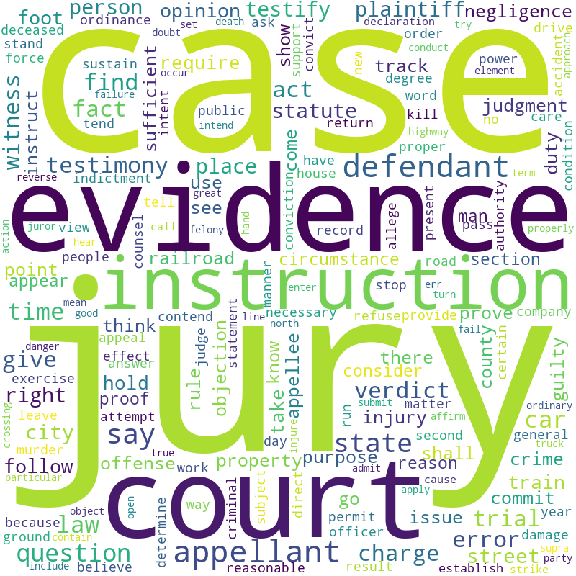 case
evidence
instruction
jury
court
person
ordinance
opinion
testify
plaintiff
negligence
foot
deceased
stand
force
death
ask
declaration
doubt
set
order
conduct
try
drive
approach
show
support
convict
power
element
new
degree
accident
witness
instruct
sustain
find
failure
tend
fact
sufficient
require
intent
occur
intend
act
statute
public
return
track
word
kill
highway
no
proper
term
judgment
care
duty
condition
testimony
indictment
reverse
juror
place
use
see
great
felony
tell
call
hear
view
people
action
counsel
come
conviction
have
house
hand
record
defendant
allege
present
man
pass
authority
properly
point
appear
railroad
circumstance
road
section
manner
enter
stop
err
turn
prove
company
time
mean
good
think
contend
line
north
necessary
refuse
provide
there
consider
county
certain
fail
guilty
danger
appeal
effect
answer
judge
statement
rule
objection
take
know
appellee
give
exercise
hold
proof
right
leave
attempt
murder
city
crossing
say
true
follow
offense
work
property
day
injure
admit
verdict
state
run
submit
injury
matter
affirm
second
ordinary
car
general
truck
purpose
reason
shall
crime
train
commit
year
particular
because
ground
law
object
contain
open
determine
way
criminal
subject
direct
go
permit
officer
cause
apply
issue
trial
damage
question
include
believe
appellant
reasonable
charge
result
error
street
establish
strike
supra
party